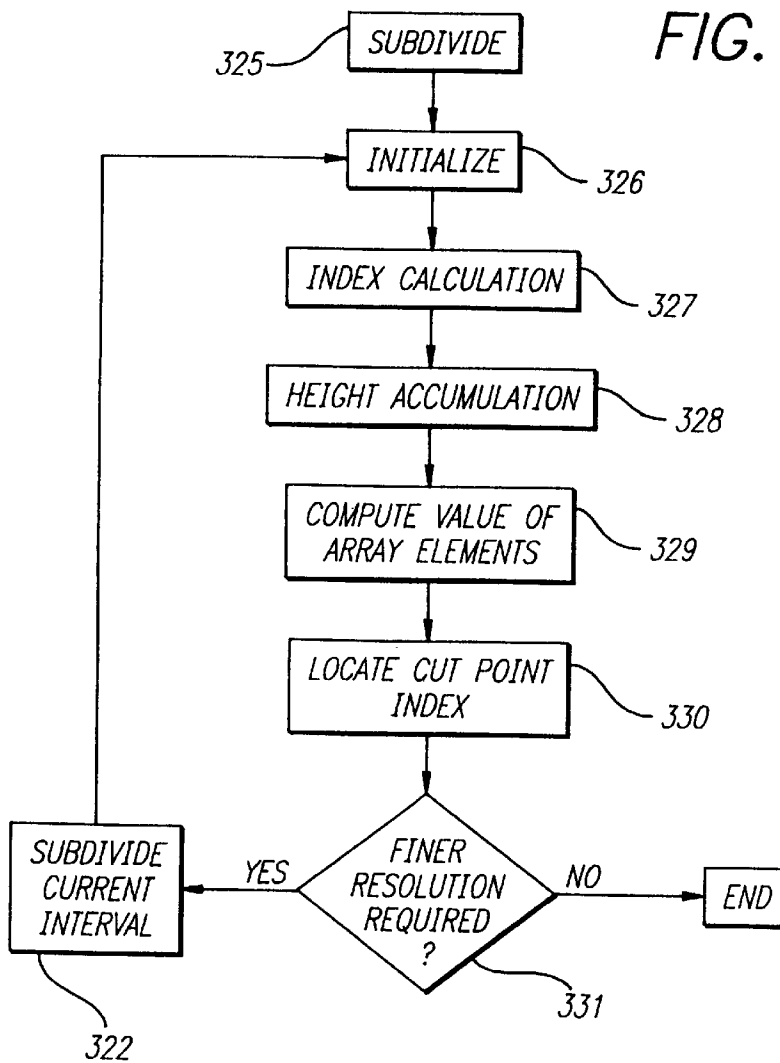 FIG.
325
SUBDIVIDE
INITIALIZE
326
INDEX CALCULATION
327
HEIGHT ACCUMULATION
328
COMPUTE VALUE OF
ARRAY ELEMENTS
329
LOCATE CUT POINT
INDEX
330
SUBDIVIDE
CURRENT
INTERVAL
YES
FINER
RESOLUTION
REQUIRED
?
NO
END
331
322